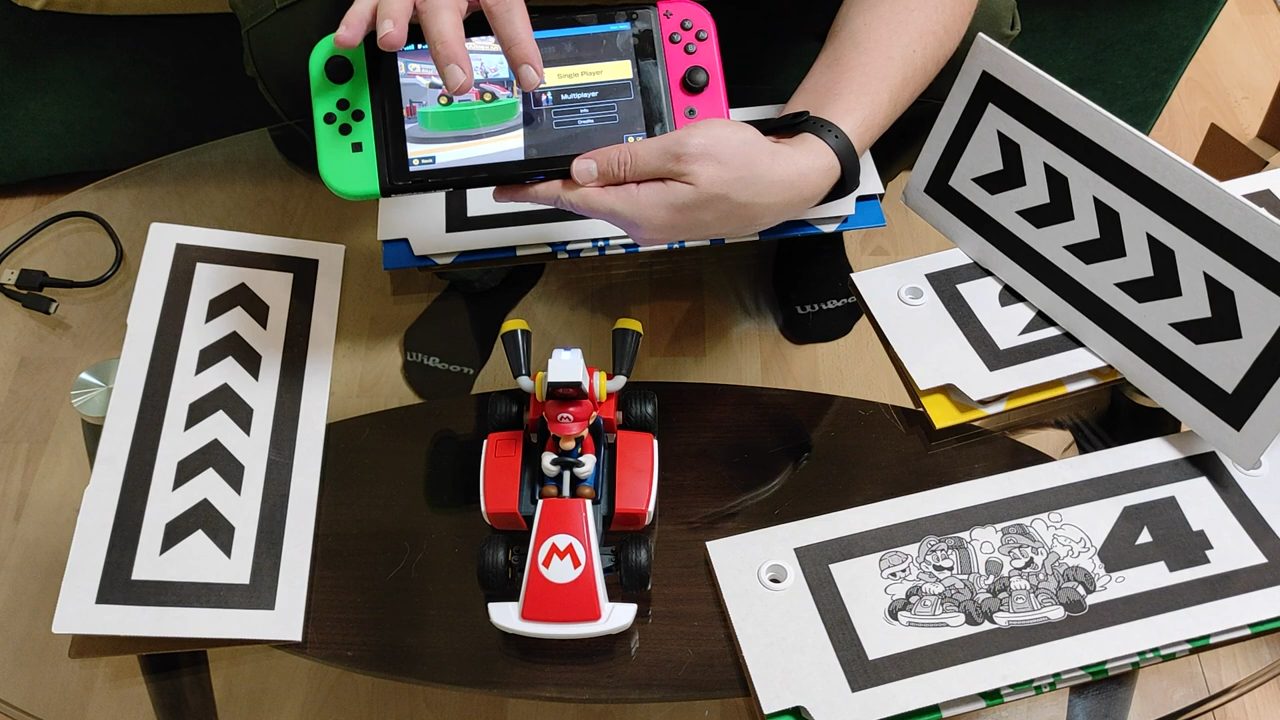 Single Player
Multiplayer
Info
Credits
Back
Wilson
Wilson
M
M
4